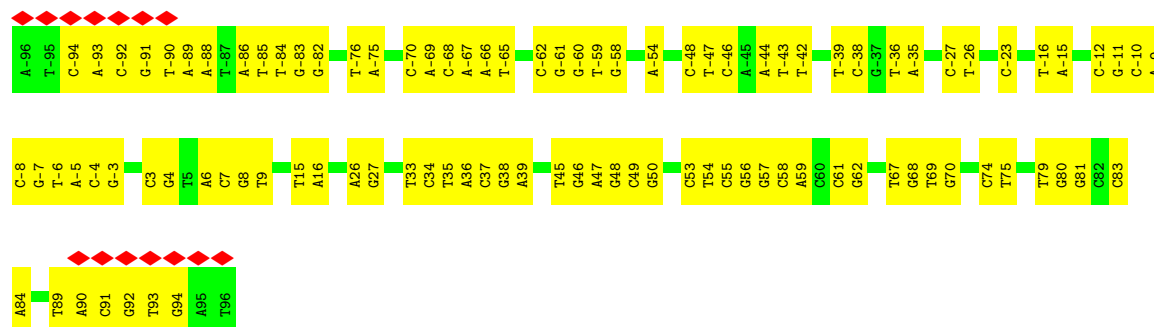 A-96 T-95 C-94 A-93 C-92 G-91 T-90 A-89 A-88 T-87 A-86 T-85 T-84 G-83 G-82 T-76 A-75 C-70 A-69 C-68 A-67 A-66 T-65 C-62 G-61 G-60 T-59 G-58 A-54 C-48 T-47 C-46 A-45 A-44 T-43 T-42 T-39 C-38 G-37 T-36 A-35 C-27 T-26 C-23 T-16 A-15 C-12 G-11 C-10
C-8 G-7 T-6 A-5 C-4 G-3 C3 G4 T5 A6 C7 G8 T9 T15 A16 A26 G27 T33 C34 T35 A36 C37 G38 A39 T45 G46 A47 G48 C49 G50 C53 T54 C55 G56 G57 C58 A59 C60 C61 G62 T67 G68 T69 G70 C74 T75 T79 G80 G81 C82 C83
A84 T89 A90 C91 G92 T93 G94 A95 T96